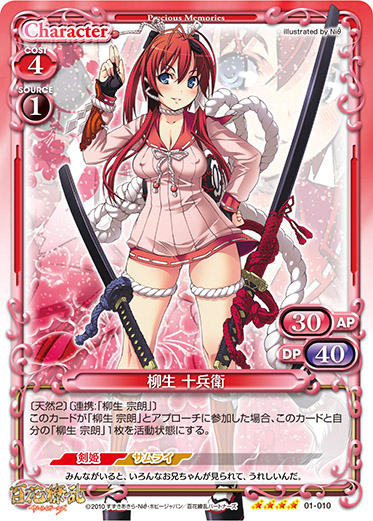 Precious Memories
Character
illustrated by Niθ
COST
4
SOURCE
1
30 AP
DP 40
柳生 十兵衛
〔天然2〕〔連携:「柳生 宗朗」〕
このカードが「柳生 宗朗」とアプローチに参加した場合、このカードと自
分の「柳生 宗朗」1枚を活動状態にする。
剣姫 サムライ
みんながいると、いろんなお兄ちゃんが見られて、うれしいんだ。
百花繚乱
©2010 すずきあきら・Niθ・ホビージャパン/百花繚乱パートナーズ
01-010